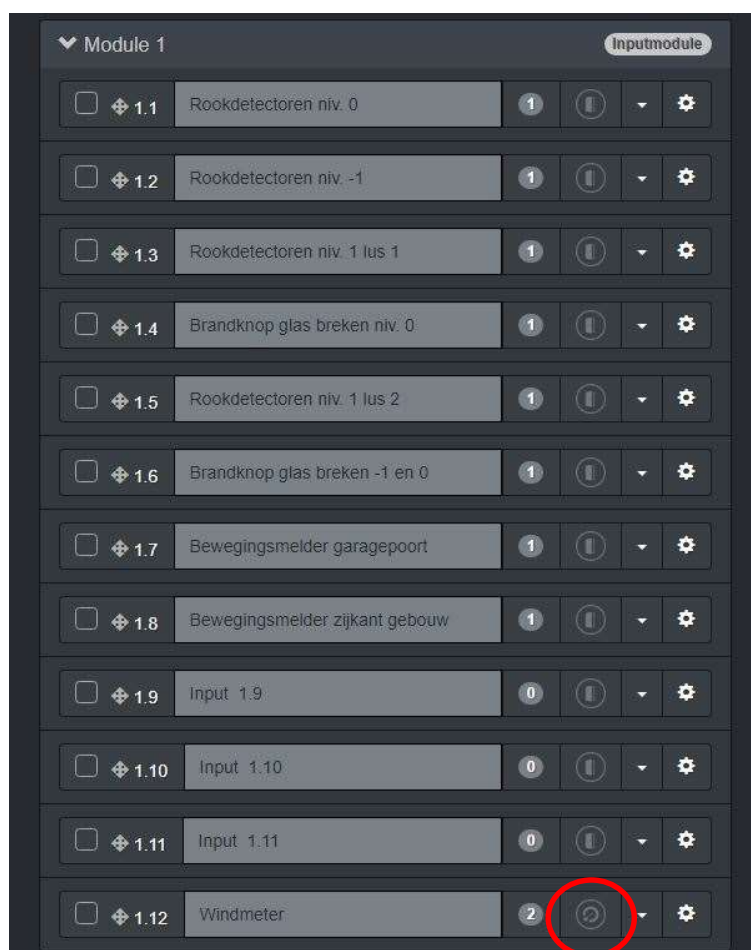 Module 1 Inputmodule
1.1 Rookdetectoren niv. 0 1
1.2 Rookdetectoren niv. -1 1
1.3 Rookdetectoren niv. 1 lus 1 1
1.4 Brandknop glas breken niv. 0 1
1.5 Rookdetectoren niv. 1 lus 2 1
1.6 Brandknop glas breken -1 en 0 1
1.7 Bewegingsmelder garagepoort 1
1.8 Bewegingsmelder zijkant gebouw 1
1.9 Input 1.9 0
1.10 Input 1.10 0
1.11 Input 1.11 0
1.12 Windmeter 2